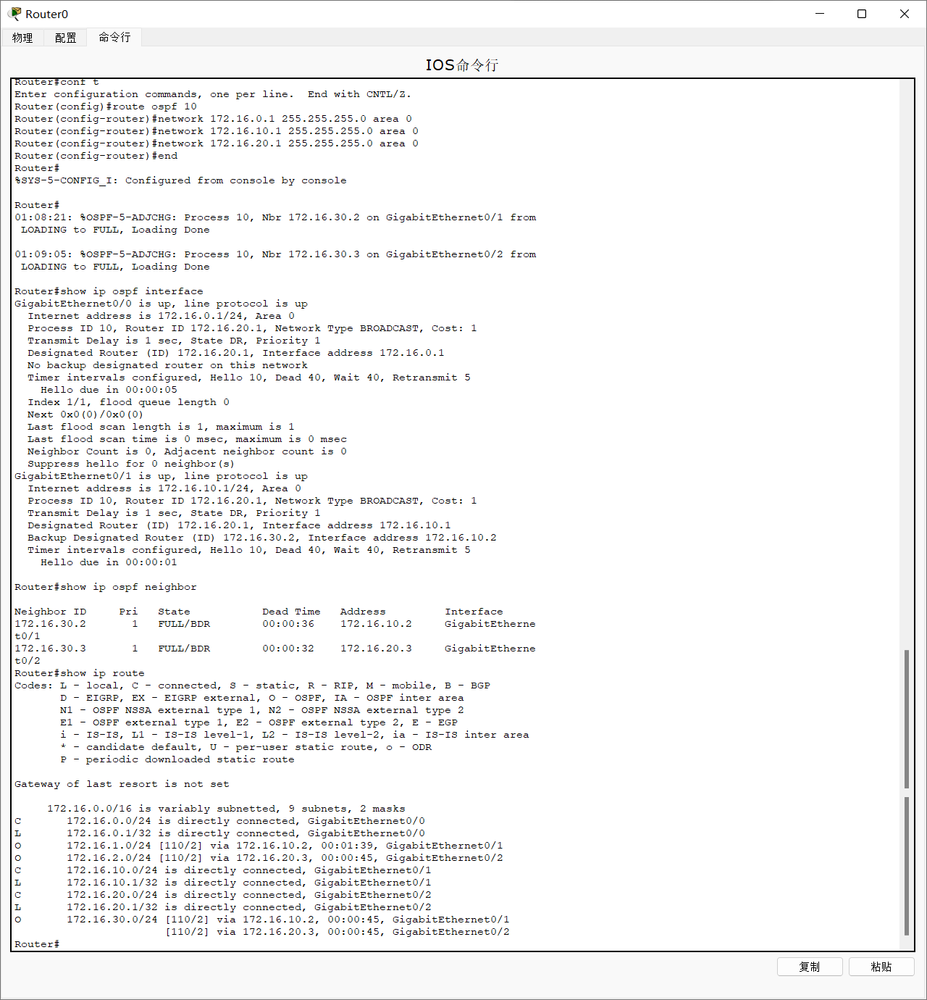 Router0
物理 配置 命令行
IOS命令行
Router#conf t
Enter configuration commands, one per line.  End with CNTL/Z.
Router(config)#route ospf 10
Router(config-router)#network 172.16.0.1 255.255.255.0 area 0
Router(config-router)#network 172.16.10.1 255.255.255.0 area 0
Router(config-router)#network 172.16.20.1 255.255.255.0 area 0
Router(config-router)#end
Router#
%SYS-5-CONFIG_I: Configured from console by console
Router#
01:08:21: %OSPF-5-ADJCHG: Process 10, Nbr 172.16.30.2 on GigabitEthernet0/1 from
 LOADING to FULL, Loading Done
01:09:05: %OSPF-5-ADJCHG: Process 10, Nbr 172.16.30.3 on GigabitEthernet0/2 from
 LOADING to FULL, Loading Done
Router#show ip ospf interface
GigabitEthernet0/0 is up, line protocol is up
  Internet address is 172.16.0.1/24, Area 0
  Process ID 10, Router ID 172.16.20.1, Network Type BROADCAST, Cost: 1
  Transmit Delay is 1 sec, State DR, Priority 1
  Designated Router (ID) 172.16.20.1, Interface address 172.16.0.1
  No backup designated router on this network
  Timer intervals configured, Hello 10, Dead 40, Wait 40, Retransmit 5
    Hello due in 00:00:05
  Index 1/1, flood queue length 0
  Next 0x0(0)/0x0(0)
  Last flood scan length is 1, maximum is 1
  Last flood scan time is 0 msec, maximum is 0 msec
  Neighbor Count is 0, Adjacent neighbor count is 0
  Suppress hello for 0 neighbor(s)
GigabitEthernet0/1 is up, line protocol is up
  Internet address is 172.16.10.1/24, Area 0
  Process ID 10, Router ID 172.16.20.1, Network Type BROADCAST, Cost: 1
  Transmit Delay is 1 sec, State DR, Priority 1
  Designated Router (ID) 172.16.20.1, Interface address 172.16.10.1
  Backup Designated Router (ID) 172.16.30.2, Interface address 172.16.10.2
  Timer intervals configured, Hello 10, Dead 40, Wait 40, Retransmit 5
    Hello due in 00:00:01
Router#show ip ospf neighbor
Neighbor ID     Pri   State           Dead Time   Address         Interface
172.16.30.2       1   FULL/BDR        00:00:36    172.16.10.2     GigabitEtherne
t0/1
172.16.30.3       1   FULL/BDR        00:00:32    172.16.20.3     GigabitEtherne
t0/2
Router#show ip route
Codes: L - local, C - connected, S - static, R - RIP, M - mobile, B - BGP
       D - EIGRP, EX - EIGRP external, O - OSPF, IA - OSPF inter area
       N1 - OSPF NSSA external type 1, N2 - OSPF NSSA external type 2
       E1 - OSPF external type 1, E2 - OSPF external type 2, E - EGP
       i - IS-IS, L1 - IS-IS level-1, L2 - IS-IS level-2, ia - IS-IS inter area
       * - candidate default, U - per-user static route, o - ODR
       P - periodic downloaded static route
Gateway of last resort is not set
     172.16.0.0/16 is variably subnetted, 9 subnets, 2 masks
C       172.16.0.0/24 is directly connected, GigabitEthernet0/0
L       172.16.0.1/32 is directly connected, GigabitEthernet0/0
O       172.16.1.0/24 [110/2] via 172.16.10.2, 00:01:39, GigabitEthernet0/1
O       172.16.2.0/24 [110/2] via 172.16.20.3, 00:00:45, GigabitEthernet0/2
C       172.16.10.0/24 is directly connected, GigabitEthernet0/1
L       172.16.10.1/32 is directly connected, GigabitEthernet0/1
C       172.16.20.0/24 is directly connected, GigabitEthernet0/2
L       172.16.20.1/32 is directly connected, GigabitEthernet0/2
O       172.16.30.0/24 [110/2] via 172.16.10.2, 00:00:45, GigabitEthernet0/1
                       [110/2] via 172.16.20.3, 00:00:45, GigabitEthernet0/2
Router#
复制 粘贴